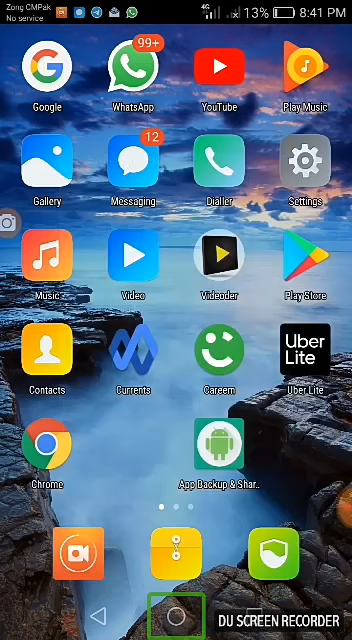 Zong CMPak
No service
4G 13% 8:41 PM
99+
Google WhatsApp YouTube Play Music
12
Gallery Messaging Dialler Settings
Music Video Videoder Play Store
Uber
Lite
Contacts Currents Careem Uber Lite
Chrome App Backup & Shar..
DU SCREEN RECORDER